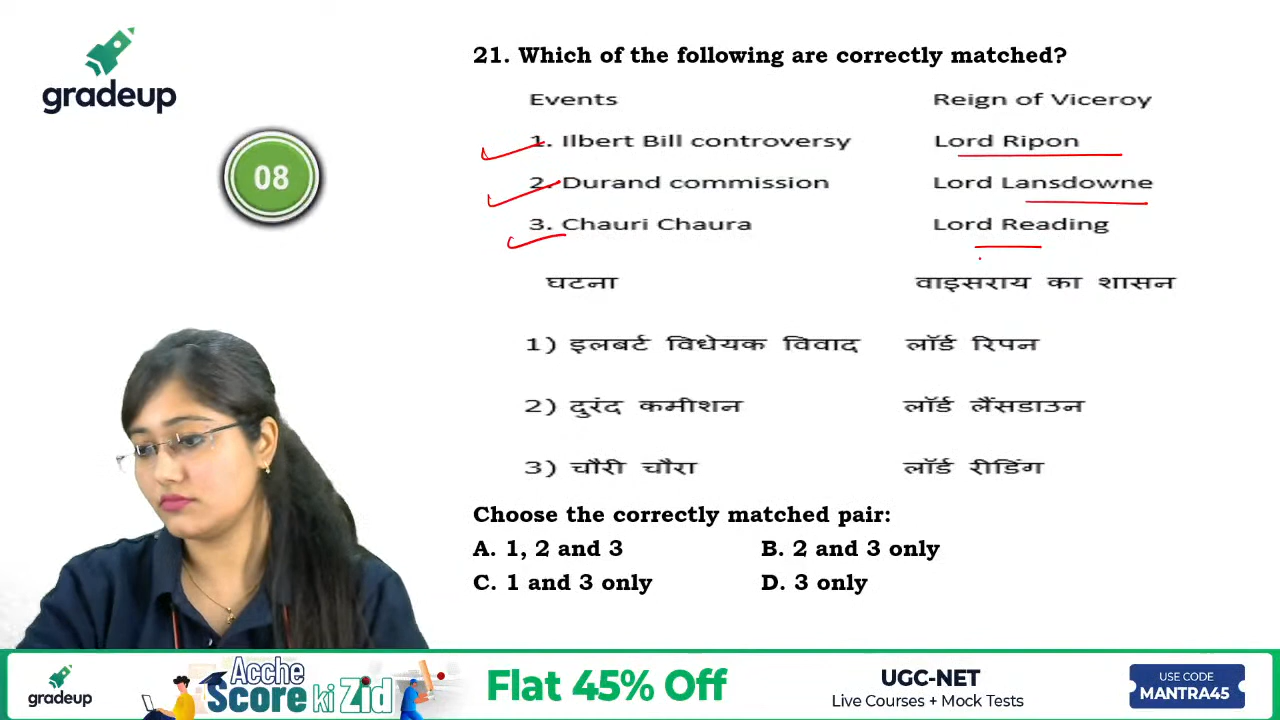 gradeup
08
21. Which of the following are correctly matched?
Events Reign of Viceroy
1. Ilbert Bill controversy Lord Ripon
2. Durand commission Lord Lansdowne
3. Chauri Chaura Lord Reading
घटना वाइसराय का शासन
1) इलबर्ट विधेयक विवाद लॉर्ड रिपन
2) दुरंद कमीशन लॉर्ड लैंसडाउन
3) चौरी चौरा लॉर्ड रीडिंग
Choose the correctly matched pair:
A. 1, 2 and 3 B. 2 and 3 only
C. 1 and 3 only D. 3 only
gradeup
Acche
Score ki Zid
Flat 45% Off
UGC-NET
Live Courses + Mock Tests
USE CODE
MANTRA45